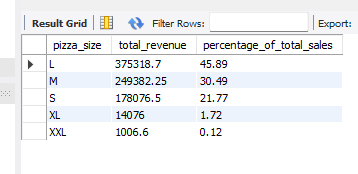 Result Grid Filter Rows: Export:
pizza_size total_revenue percentage_of_total_sales
L 375318.7 45.89
M 249382.25 30.49
S 178076.5 21.77
XL 14076 1.72
XXL 1006.6 0.12